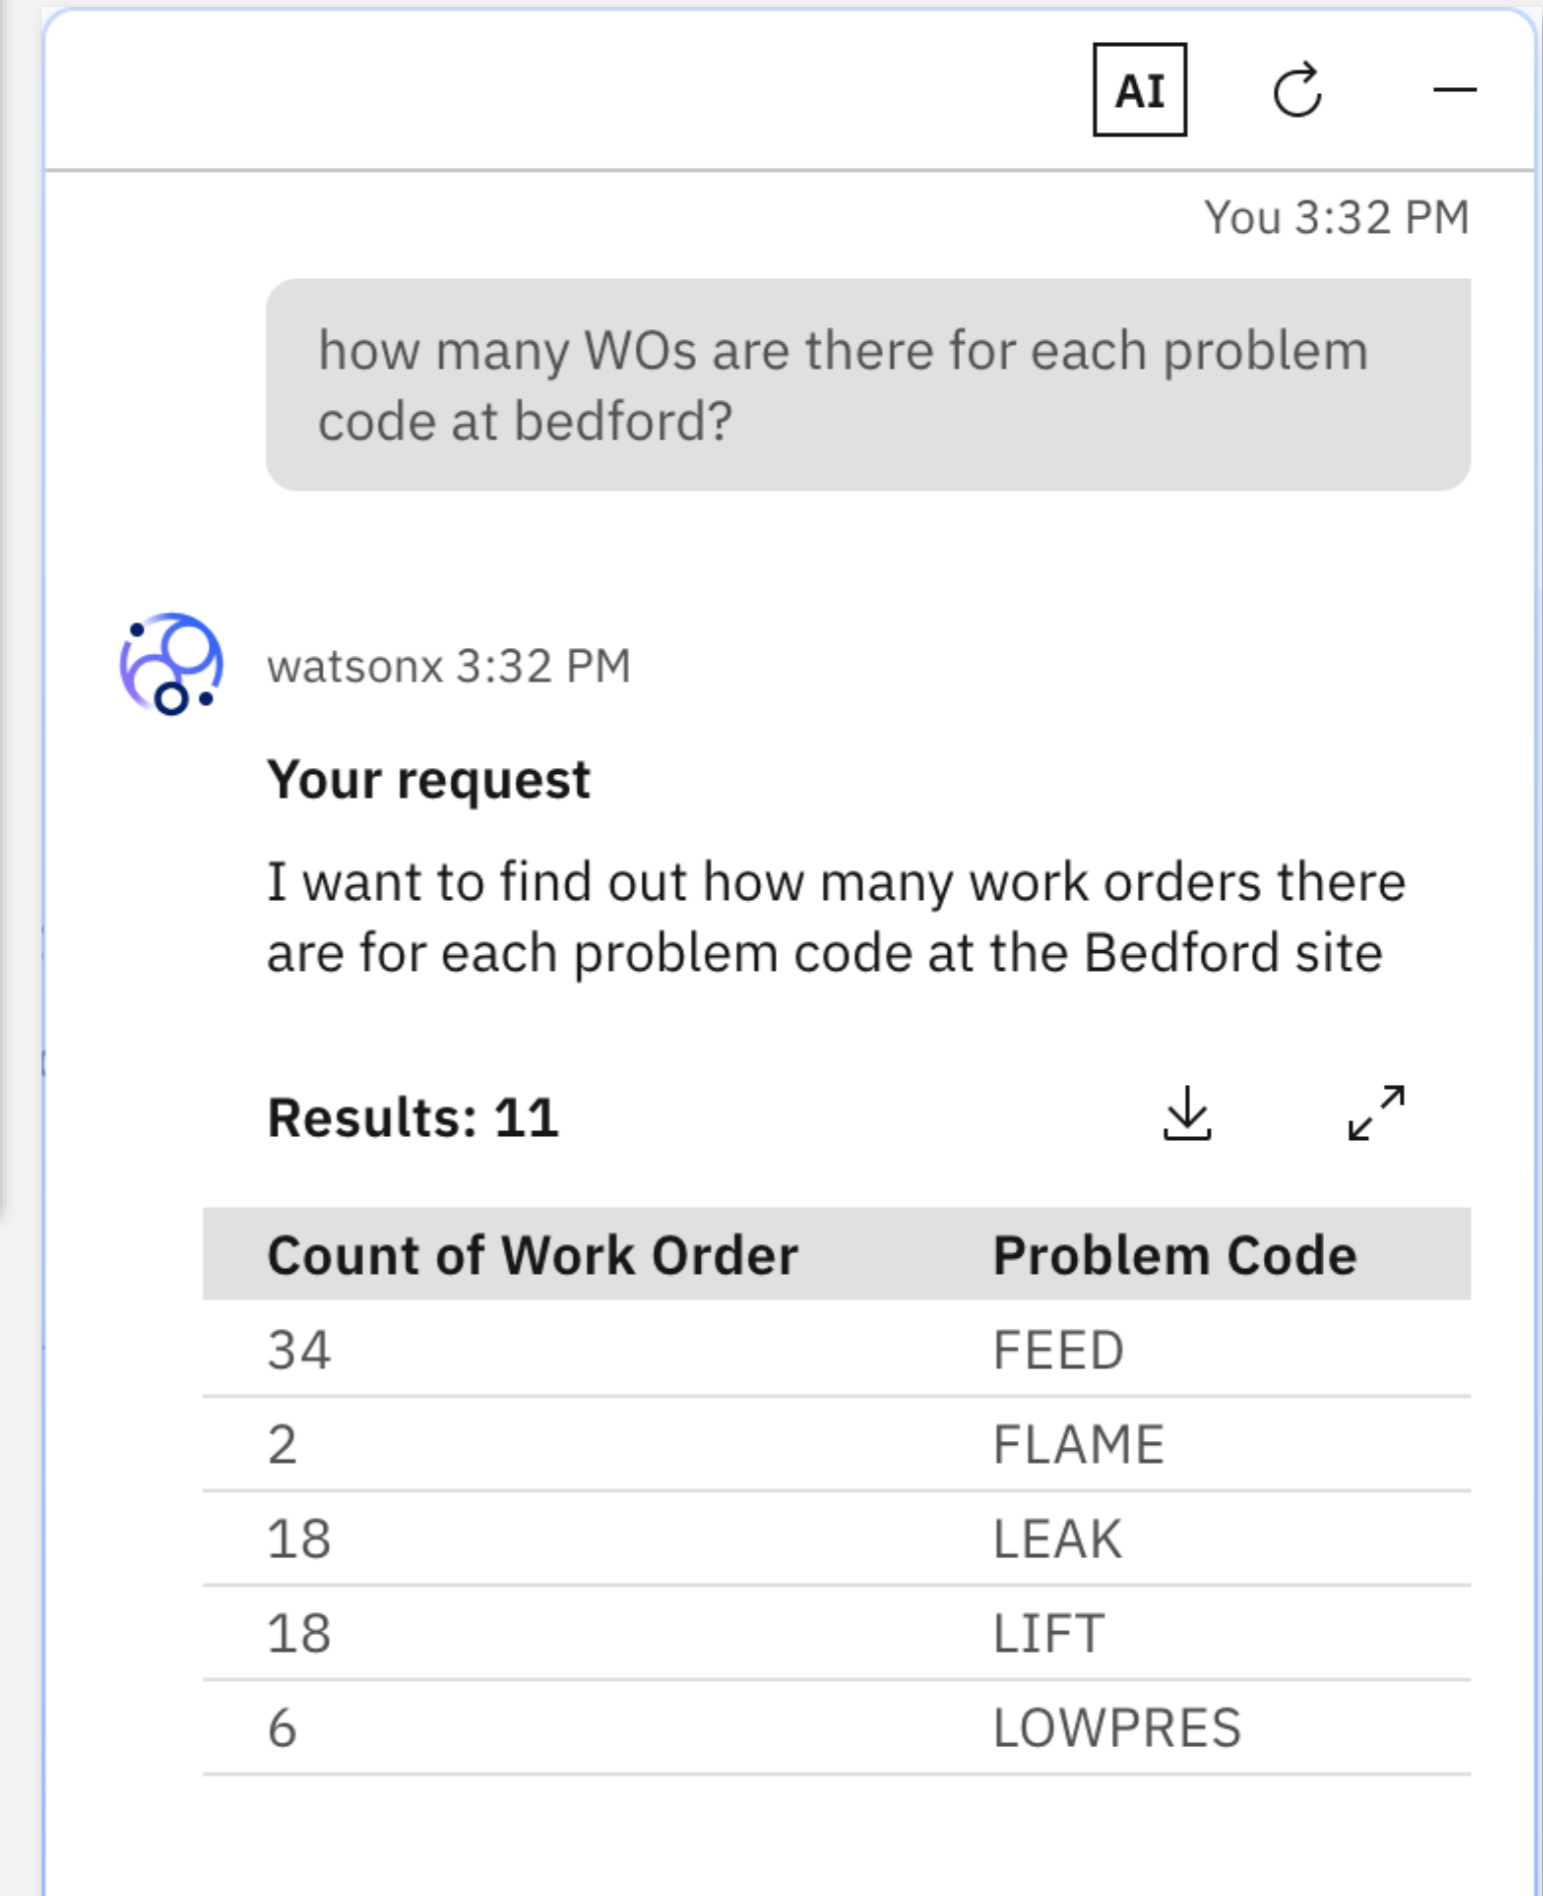 AI
You 3:32 PM
how many WOs are there for each problem
code at bedford?
watsonx 3:32 PM
Your request
I want to find out how many work orders there
are for each problem code at the Bedford site
Results: 11
Count of Work Order Problem Code
34 FEED
2 FLAME
18 LEAK
18 LIFT
6 LOWPRES